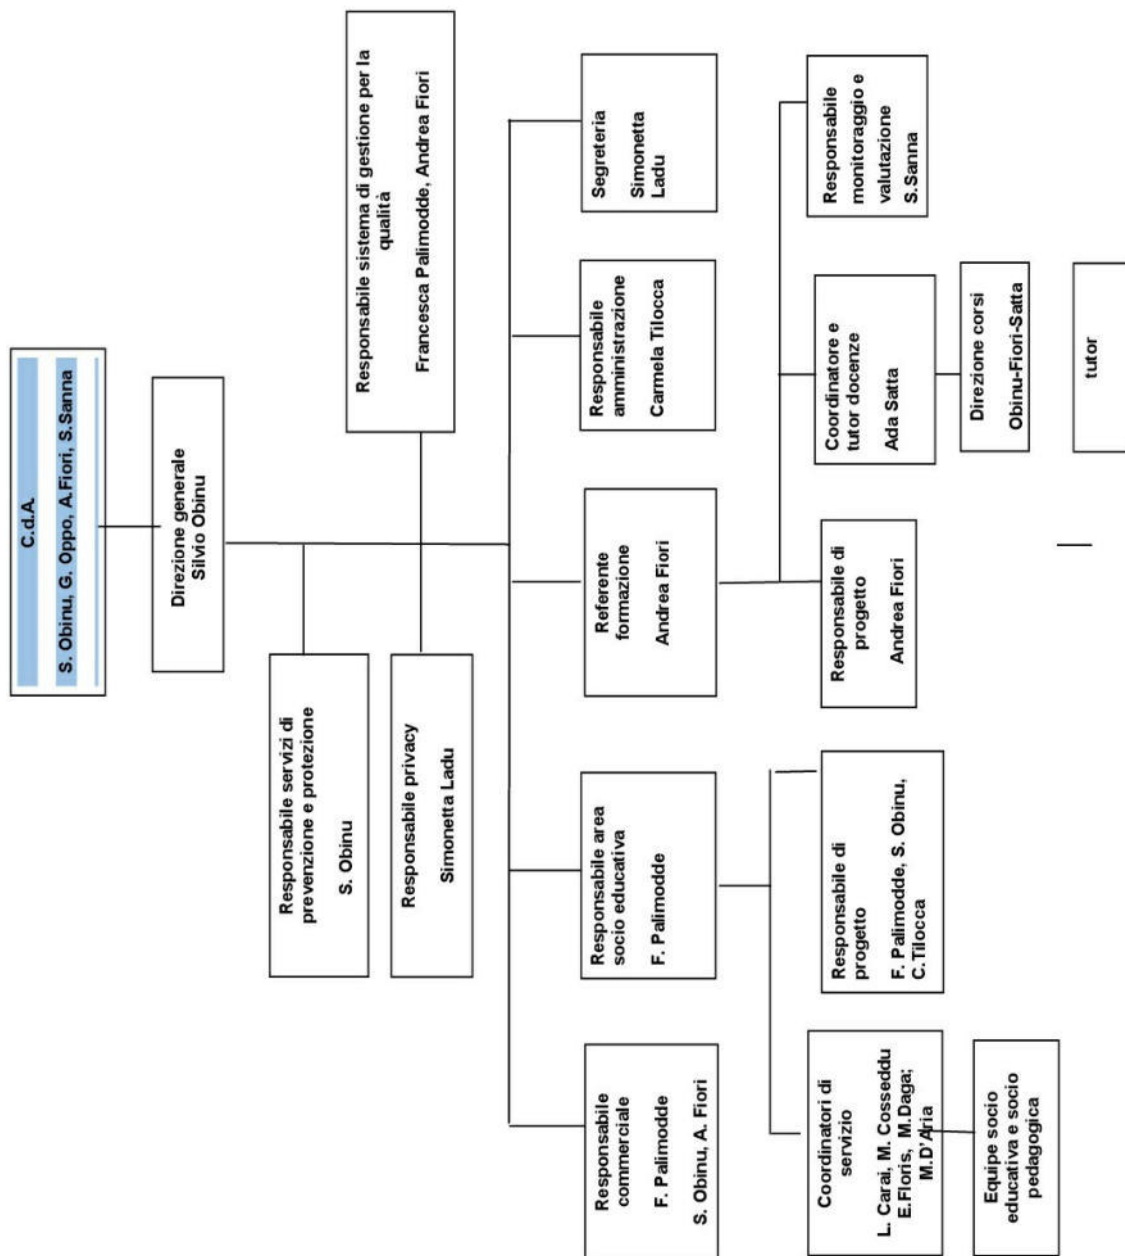 C.d.A.
S. Obinu, G. Oppo, A.Fiori, S.Sanna
Direzione generale
Silvio Obinu
Responsabile servizi di
prevenzione e protezione
S. Obinu
Responsabile privacy
Simonetta Ladu
Responsabile sistema di gestione per la
qualità
Francesca Palimodde, Andrea Fiori
Responsabile
commerciale
F. Palimodde
S. Obinu, A. Fiori
Responsabile area
socio educativa
F. Palimodde
Referente
formazione
Andrea Fiori
Responsabile
amministrazione
Carmela Tilocca
Segreteria
Simonetta
Ladu
Coordinatori di
servizio
L. Carai, M. Cosseddu
E.Floris, M.Daga;
M.D'Aria
Responsabile di
progetto
F. Palimodde, S. Obinu,
C.Tilocca
Responsabile di
progetto
Andrea Fiori
Coordinatore e
tutor docenze
Ada Satta
Responsabile
monitoraggio e
valutazione
S.Sanna
Equipe socio
educativa e socio
pedagogica
Direzione corsi
Obinu-Fiori-Satta
tutor